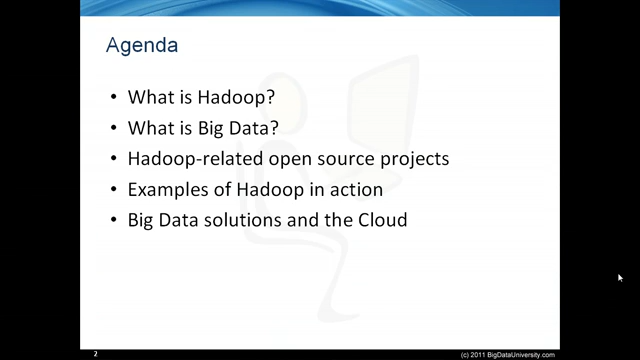 Agenda
• What is Hadoop?
• What is Big Data?
• Hadoop-related open source projects
• Examples of Hadoop in action
• Big Data solutions and the Cloud
2
(c) 2011 BigDataUniversity.com